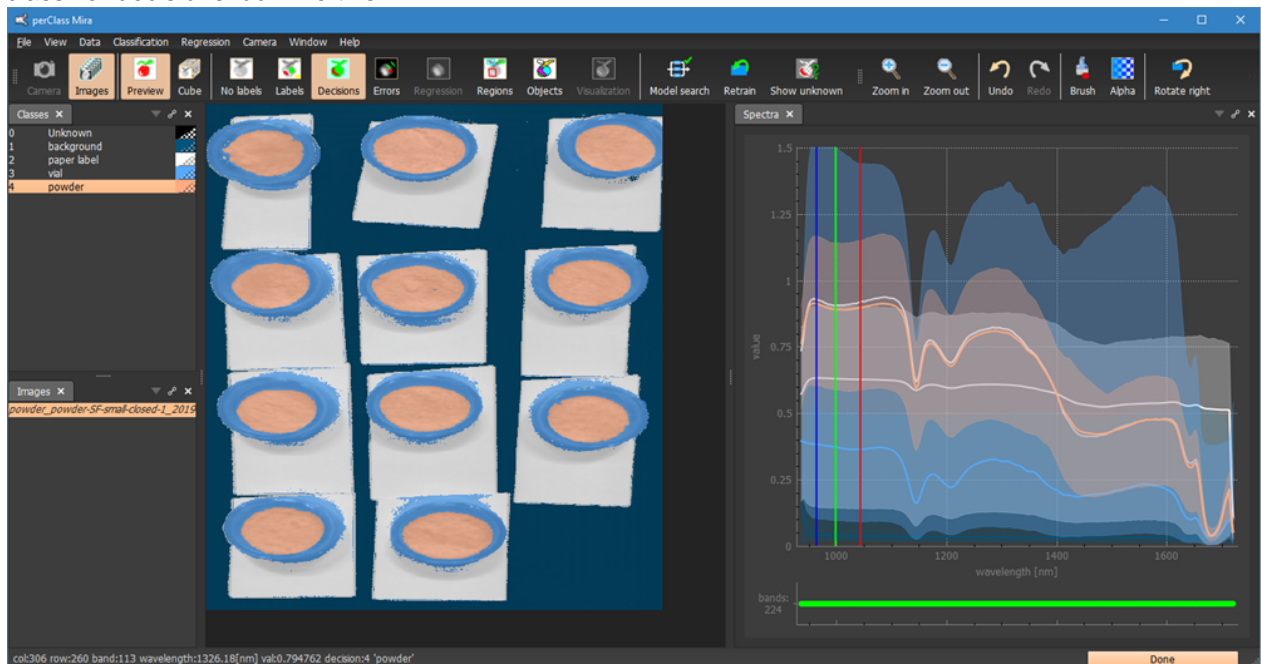 perClass Mira
File View Data Classification Regression Camera Window Help
Camera Images Preview Cube No labels Labels Decisions Errors Regression Regions Objects Visualization Model search Retrain Show unknown Zoom in Zoom out Undo Redo Brush Alpha Rotate right
Classes
0 Unknown
1 background
2 paper label
3 vial
4 powder
Images
powder_powder-SF-small-closed-1_2019
Spectra
1.5
1.25
1
0.75
0.5
0.25
0
value
1000 1200 1400 1600
wavelength [nm]
bands:
224
col:306 row:260 band:113 wavelength:1326.18[nm] val:0.794762 decision:4 'powder'
Done